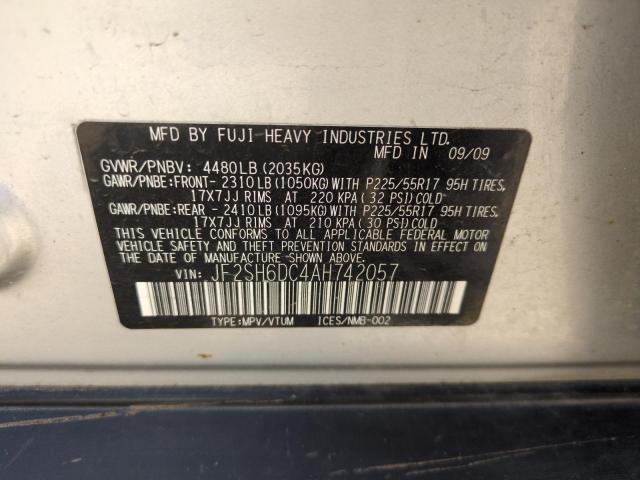 MFD BY FUJI HEAVY INDUSTRIES LTD.
MFD IN 09/09
GVWR/PNBV: 4480LB (2035KG)
GAWR/PNBE:FRONT- 2310LB (1050KG)WITH P225/55R17 95H TIRES,
17X7JJ RIMS AT 220 KPA (32 PSI)COLD
GAWR/PNBE:REAR - 2410LB (1095KG)WITH P225/55R17 95H TIRES,
17X7JJ RIMS AT 210 KPA (30 PSI)COLD
THIS VEHICLE CONFORMS TO ALL APPLICABLE FEDERAL MOTOR
VEHICLE SAFETY AND THEFT PREVENTION STANDARDS IN EFFECT ON
THE DATE OF MANUFACTURE SHOWN ABOVE.
VIN: JF2SH6DC4AH742057
TYPE:MPV/VTUM ICES/NMB-002